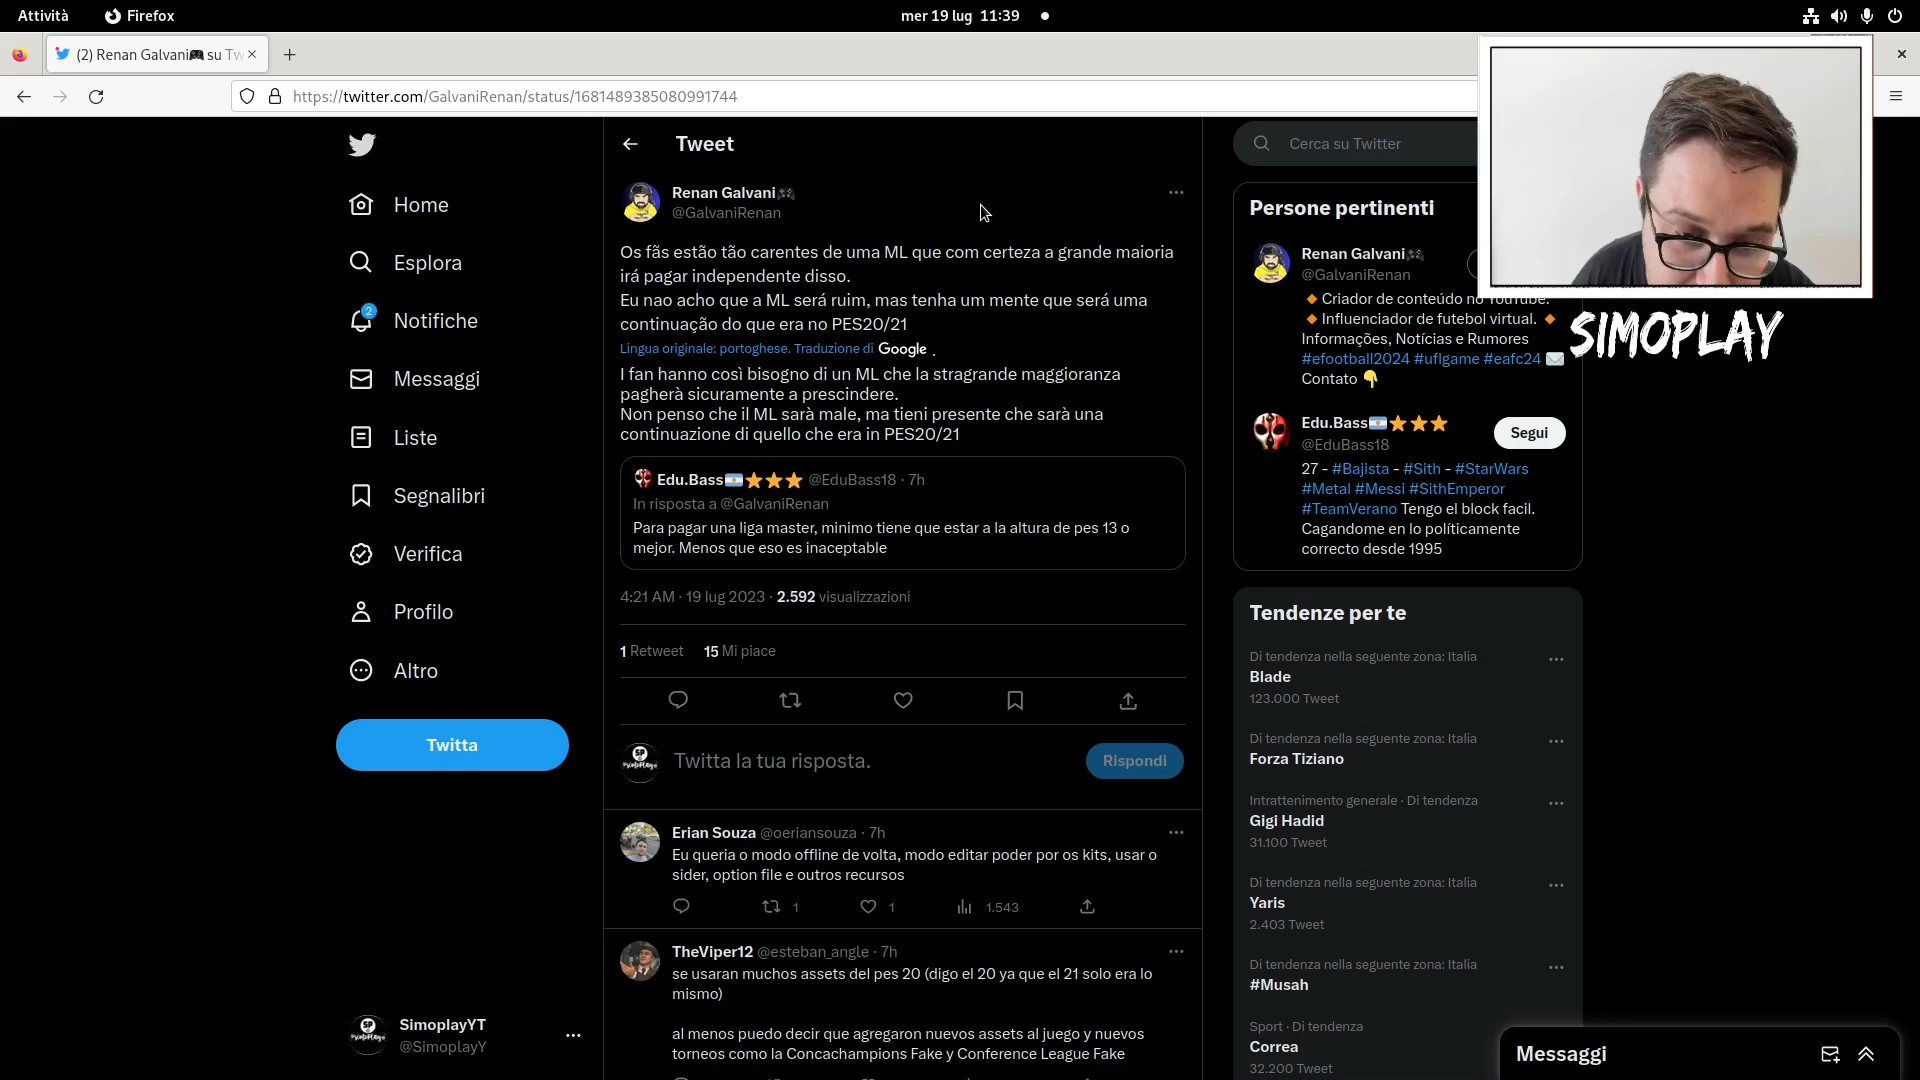 Attività
Firefox
mer 19 lug 11:39
(2) Renan Galvani🎮 su Tw
https://twitter.com/GalvaniRenan/status/1681489385080991744
Home
Esplora
2
Notifiche
Messaggi
Liste
Segnalibri
Verifica
Profilo
Altro
Twitta
SimoplayYT
@SimoplayY
Tweet
Renan Galvani🎮
@GalvaniRenan
Os fãs estão tão carentes de uma ML que com certeza a grande maioria
irá pagar independente disso.
Eu nao acho que a ML será ruim, mas tenha um mente que será uma
continuação do que era no PES20/21
Lingua originale: portoghese. Traduzione di Google .
I fan hanno così bisogno di un ML che la stragrande maggioranza
pagherà sicuramente a prescindere.
Non penso che il ML sarà male, ma tieni presente che sarà una
continuazione di quello che era in PES20/21
Edu.Bass🇦🇷⭐⭐⭐ @EduBass18 · 7h
In risposta a @GalvaniRenan
Para pagar una liga master, minimo tiene que estar a la altura de pes 13 o
mejor. Menos que eso es inaceptable
4:21 AM · 19 lug 2023 · 2.592 visualizzazioni
1 Retweet 15 Mi piace
Twitta la tua risposta.
Rispondi
Erian Souza @oeriansouza · 7h
Eu queria o modo offline de volta, modo editar poder por os kits, usar o
sider, option file e outros recursos
1 1 1.543
TheViper12 @esteban_angle · 7h
se usaran muchos assets del pes 20 (digo el 20 ya que el 21 solo era lo
mismo)
al menos puedo decir que agregaron nuevos assets al juego y nuevos
torneos como la Concachampions Fake y Conference League Fake
Cerca su Twitter
Persone pertinenti
Renan Galvani🎮
@GalvaniRenan
🔸Criador de conteúdo no YouTube.
🔸Influenciador de futebol virtual. 🔸
Informações, Notícias e Rumores
#efootball2024 #uflgame #eafc24 ✉️
Contato 👇
SIMOPLAY
Edu.Bass🇦🇷⭐⭐⭐
@EduBass18
Segui
27 - #Bajista - #Sith - #StarWars
#Metal #Messi #SithEmperor
#TeamVerano Tengo el block facil.
Cagandome en lo políticamente
correcto desde 1995
Tendenze per te
Di tendenza nella seguente zona: Italia
Blade
123.000 Tweet
Di tendenza nella seguente zona: Italia
Forza Tiziano
Intrattenimento generale · Di tendenza
Gigi Hadid
31.100 Tweet
Di tendenza nella seguente zona: Italia
Yaris
2.403 Tweet
Di tendenza nella seguente zona: Italia
#Musah
Sport · Di tendenza
Correa
32.200 Tweet
Messaggi